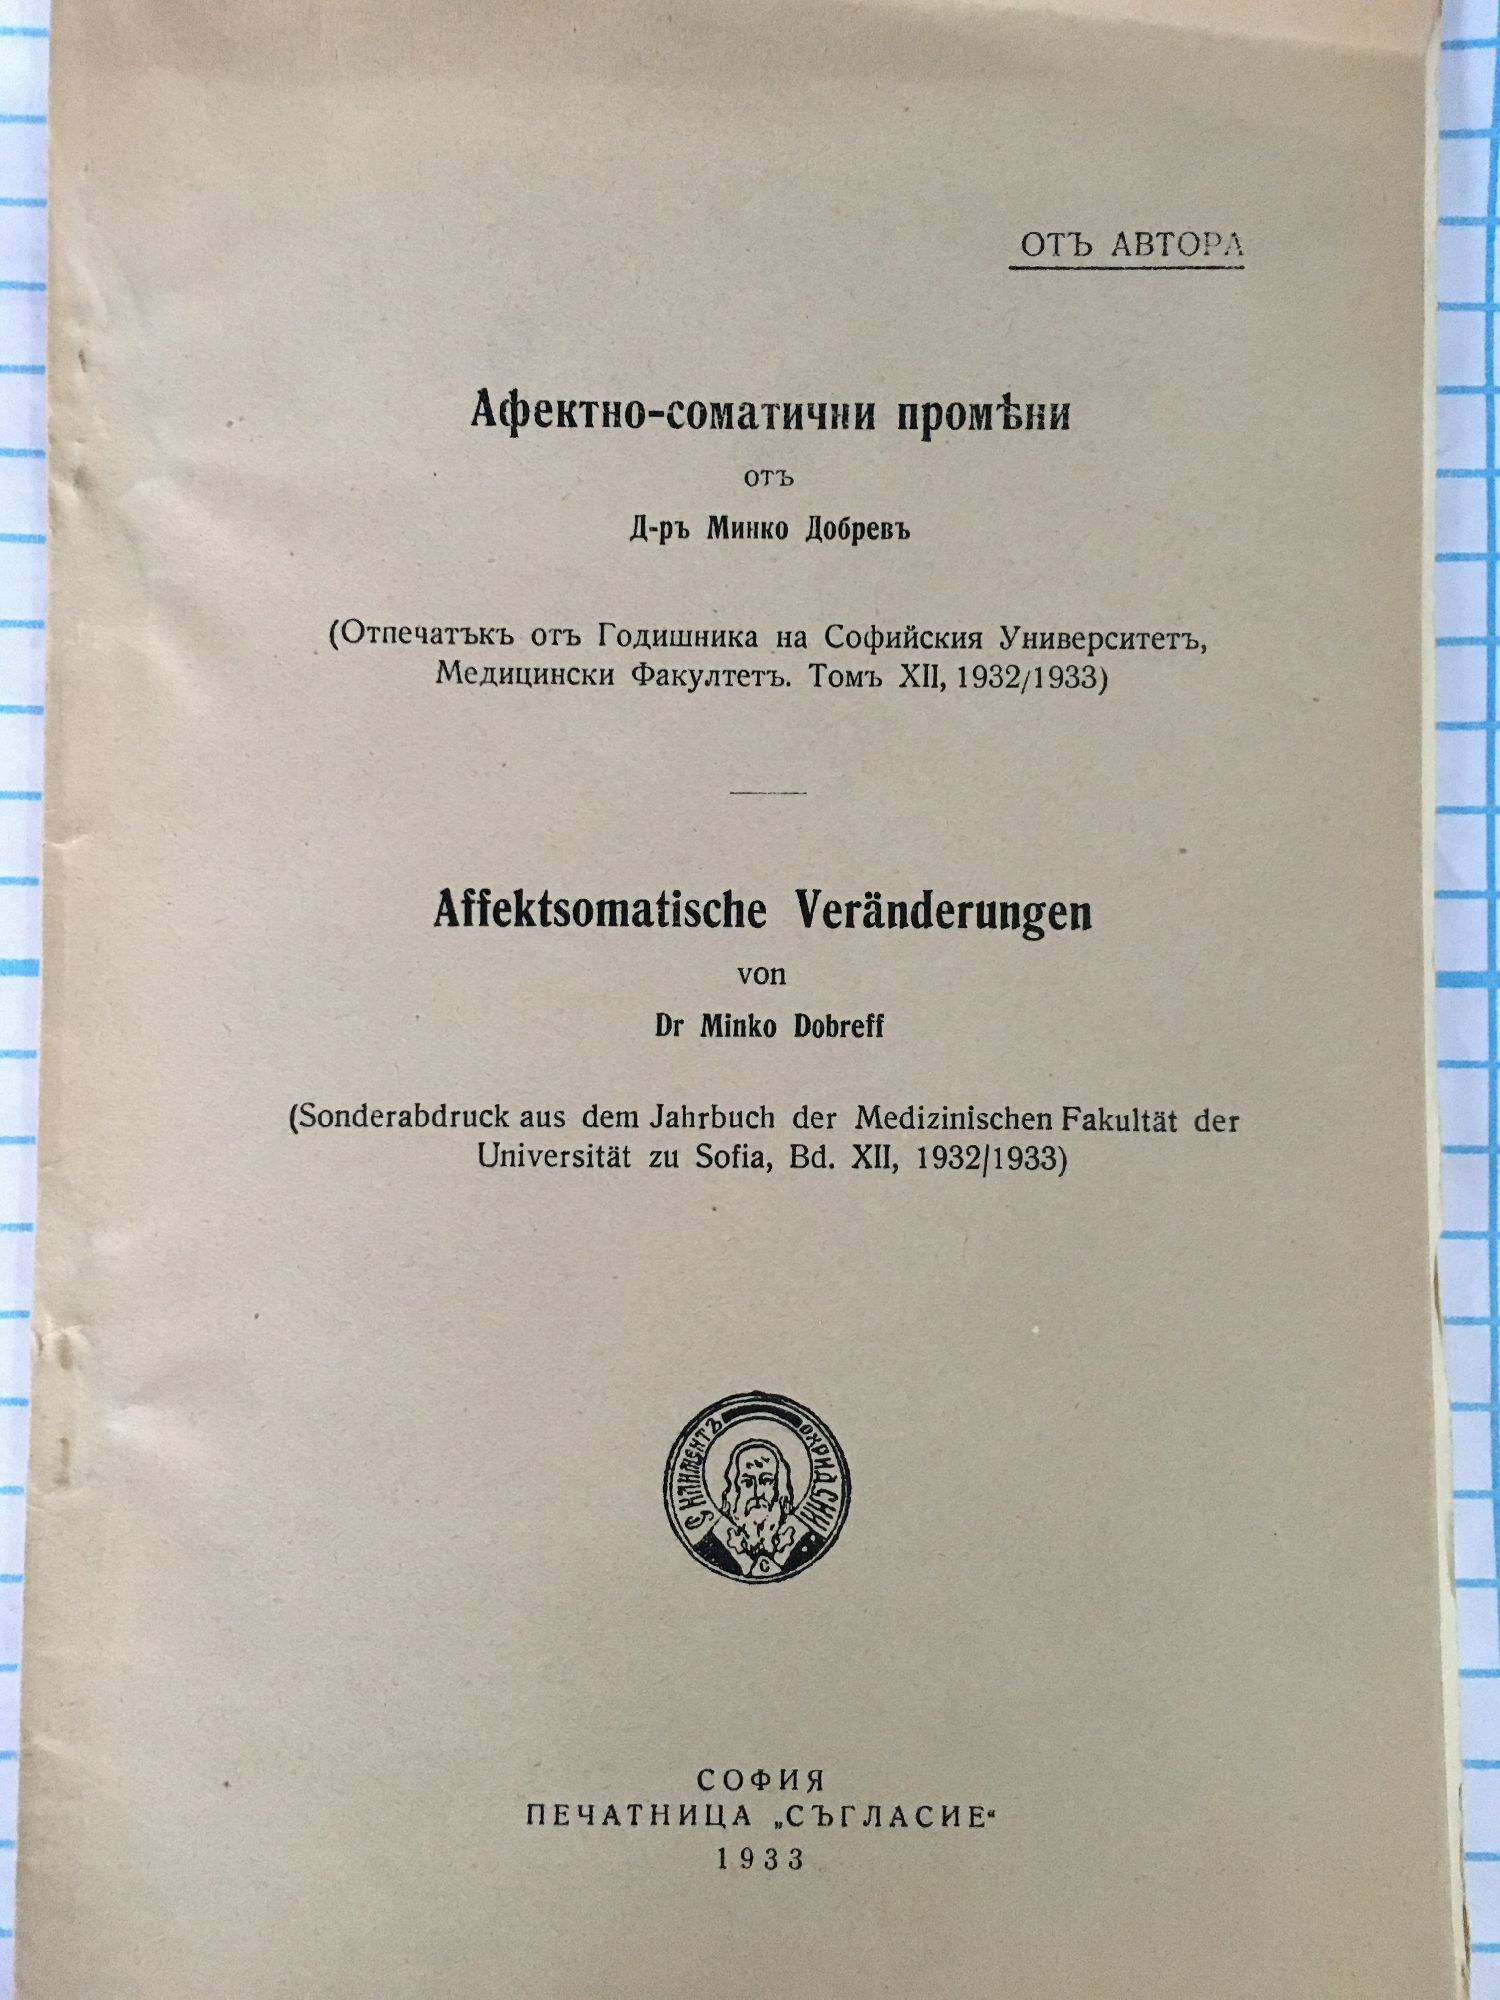 ОТЪ АВТОРА
Афектно-соматични промѣни
отъ
Д-ръ Минко Добревъ
(Отпечатъкъ отъ Годишника на Софийския Университетъ,
Медицински Факултетъ. Томъ XII, 1932/1933)
Affektsomatische Veränderungen
von
Dr Minko Dobreff
(Sonderabdruck aus dem Jahrbuch der Medizinischen Fakultät der
Universität zu Sofia, Bd. XII, 1932/1933)
С КЛИМЕНТЪ ОХРИДСКИ
С
СОФИЯ
ПЕЧАТНИЦА „СЪГЛАСИЕ“
1933